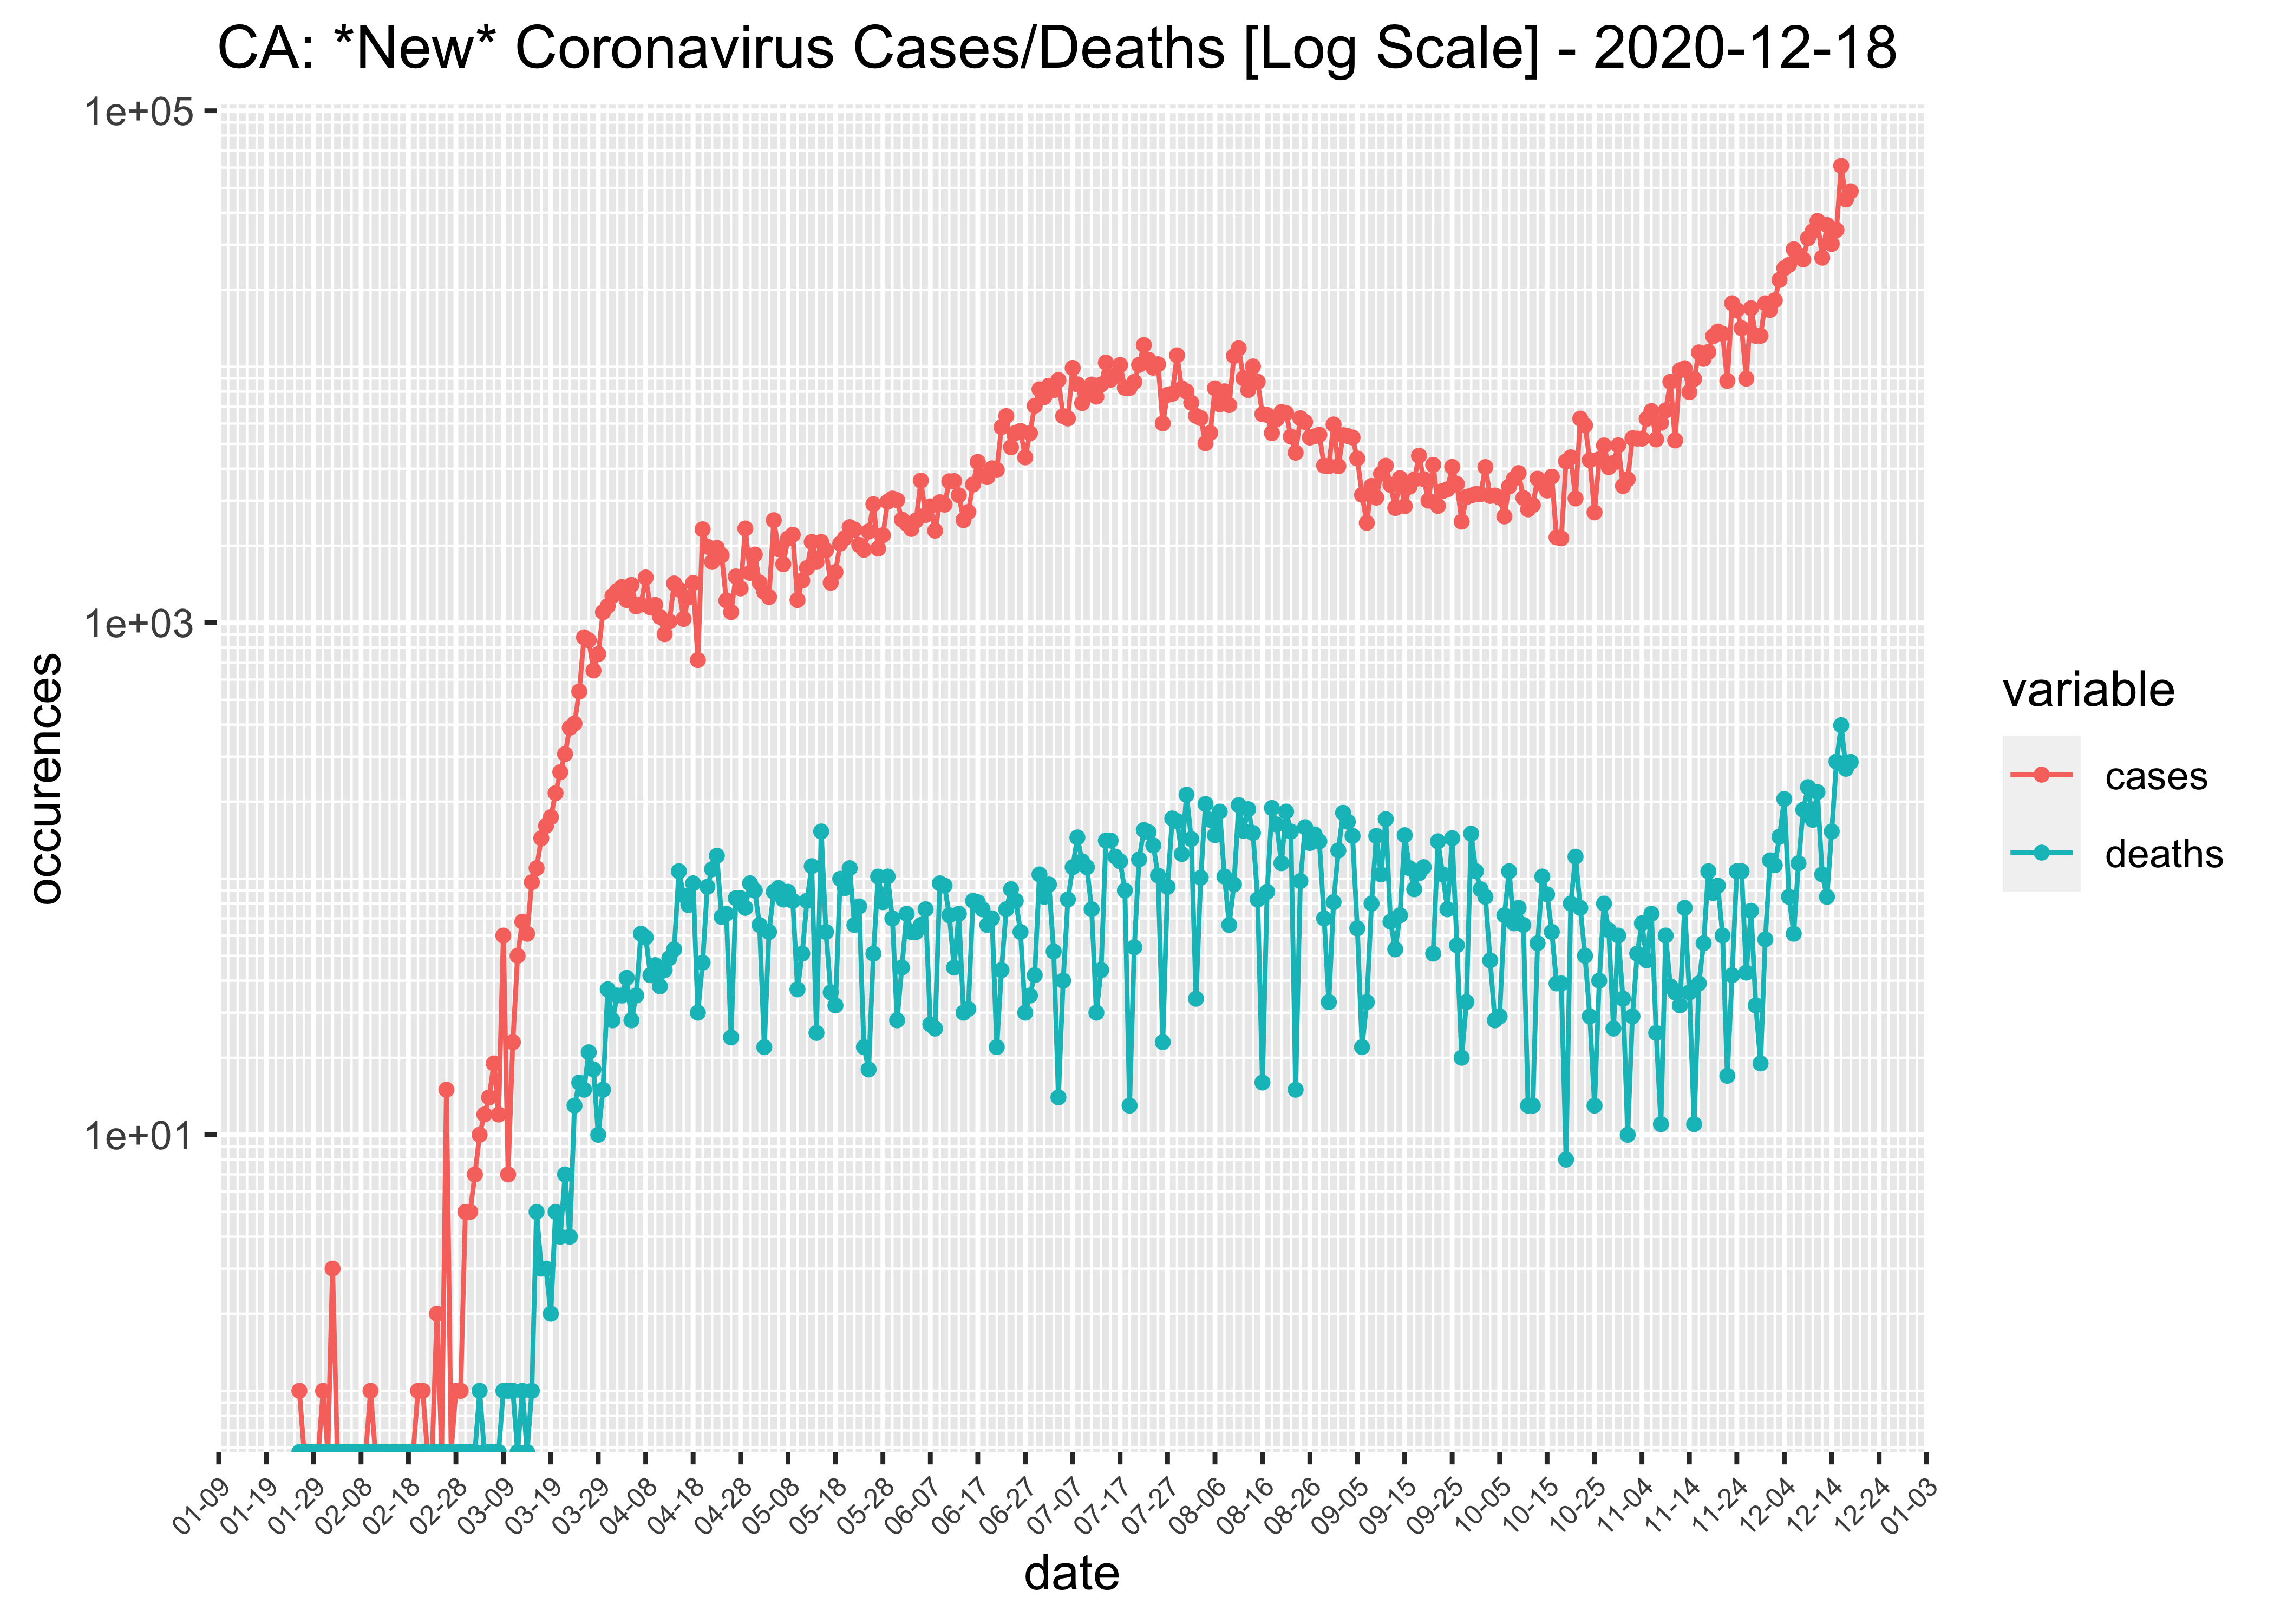 CA: *New* Coronavirus Cases/Deaths [Log Scale] - 2020-12-18
1e+05
1e+03
1e+01
occurrences
variable
cases
deaths
01-09 01-19 01-29 02-08 02-18 02-28 03-09 03-19 03-29 04-08 04-18 04-28 05-08 05-18 05-28 06-07 06-17 06-27 07-07 07-17 07-27 08-06 08-16 08-26 09-05 09-15 09-25 10-05 10-15 10-25 11-04 11-14 11-24 12-04 12-14 12-24 01-03
date